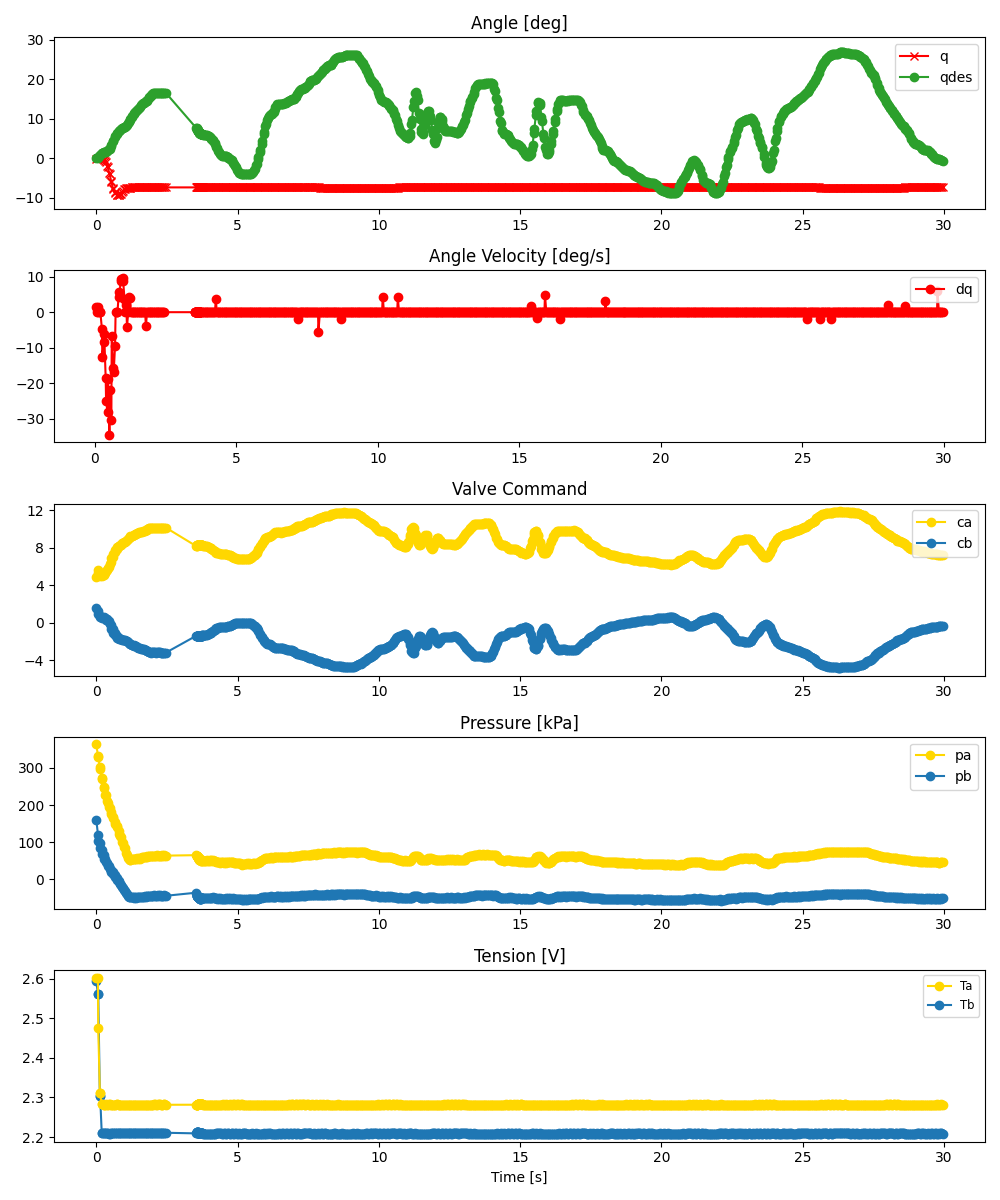 Angle [deg]
30
20
10
0
−10
q
qdes
0 5 10 15 20 25 30
Angle Velocity [deg/s]
10
0
−10
−20
−30
dq
0 5 10 15 20 25 30
Valve Command
12
8
4
0
−4
ca
cb
0 5 10 15 20 25 30
Pressure [kPa]
300
200
100
0
pa
pb
0 5 10 15 20 25 30
Tension [V]
2.6
2.5
2.4
2.3
2.2
Ta
Tb
0 5 10 15 20 25 30
Time [s]